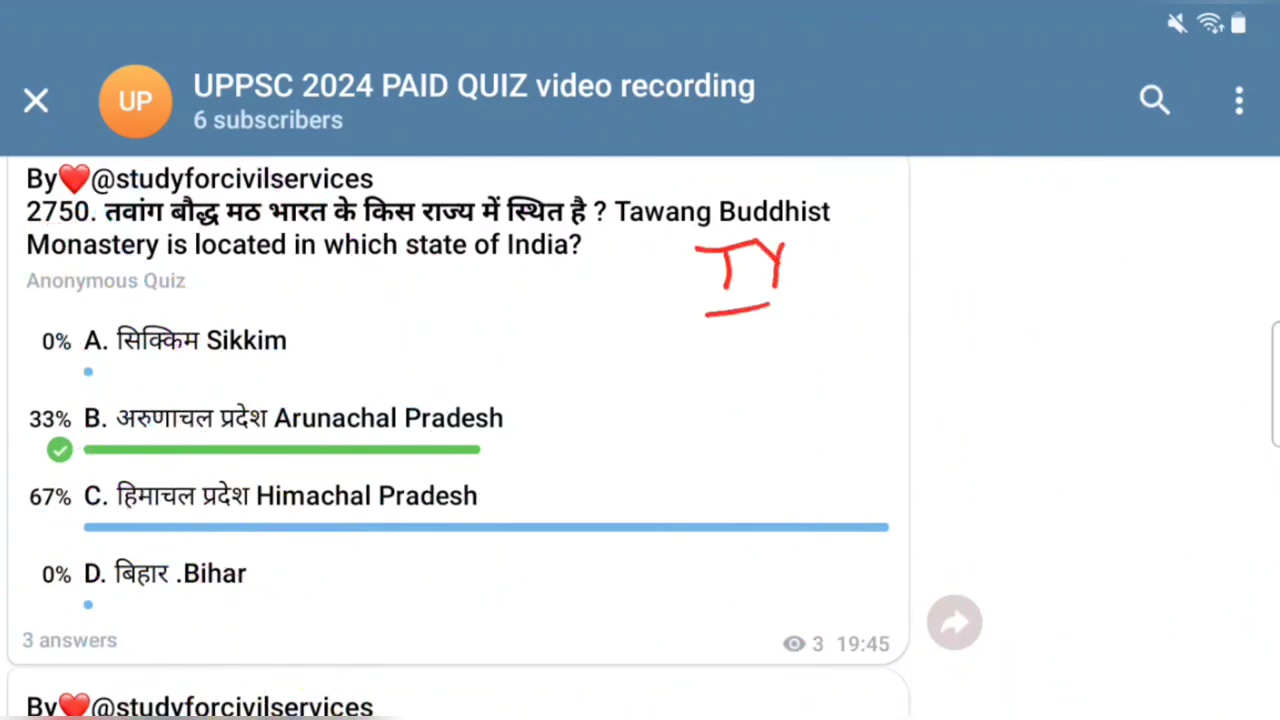 UP
UPPSC 2024 PAID QUIZ video recording
6 subscribers
By❤️@studyforcivilservices
2750. तवांग बौद्ध मठ भारत के किस राज्य में स्थित है ? Tawang Buddhist
Monastery is located in which state of India?
Anonymous Quiz
0% A. सिक्किम Sikkim
33% B. अरुणाचल प्रदेश Arunachal Pradesh
67% C. हिमाचल प्रदेश Himachal Pradesh
0% D. बिहार .Bihar
3 answers
3 19:45
By❤️@studyforcivilservices